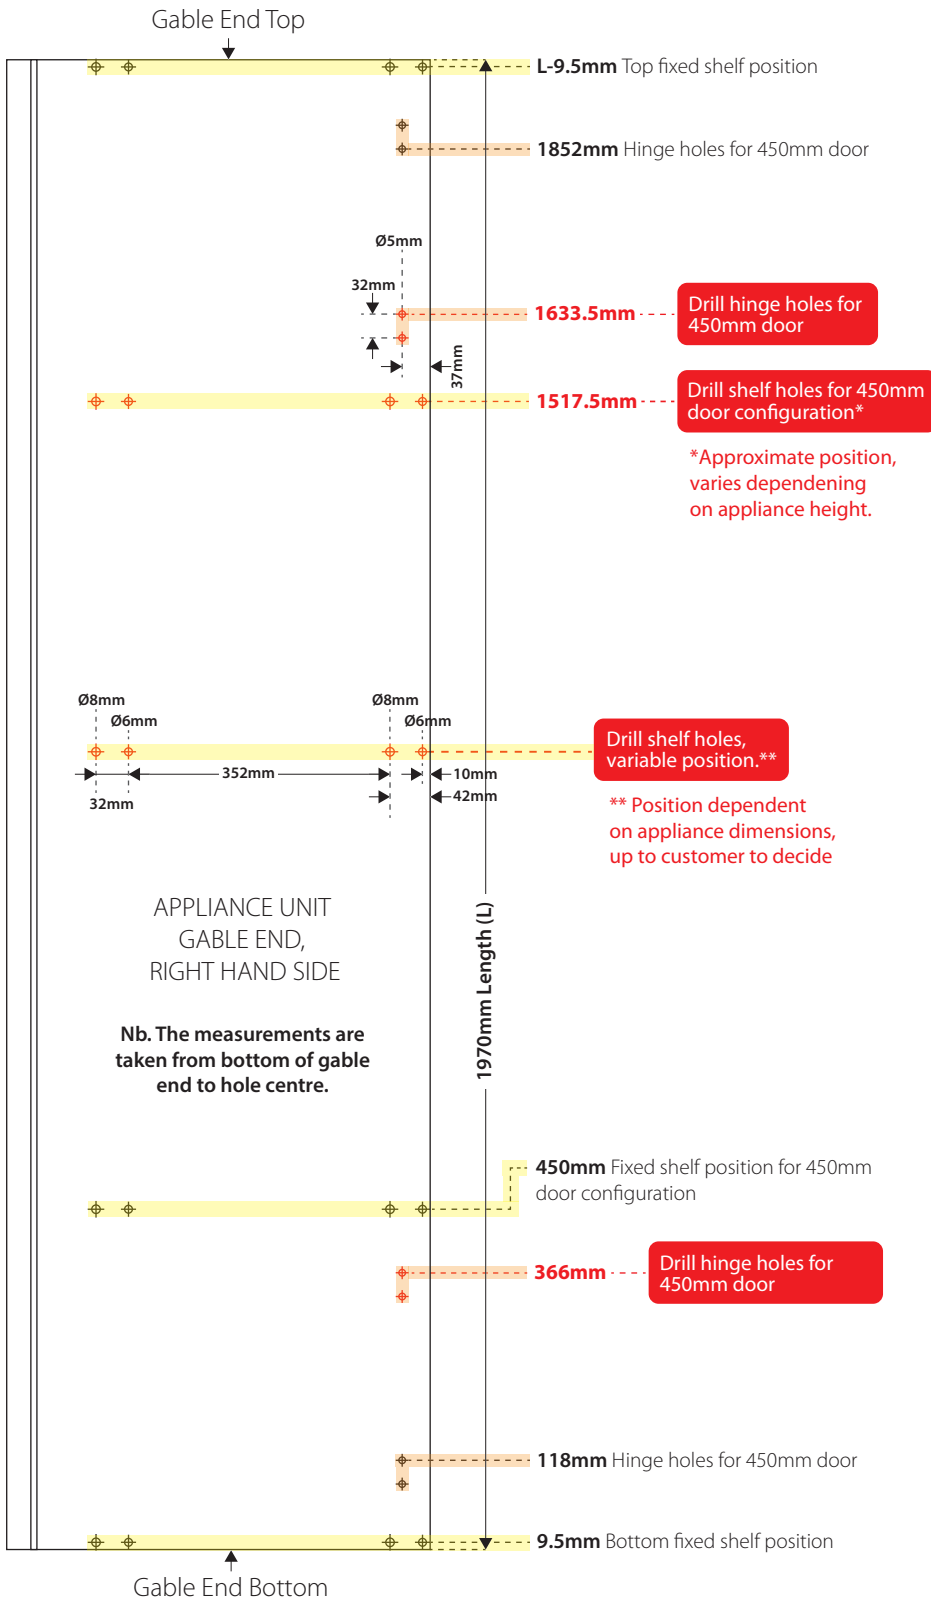 Gable End Top
L-9.5mm Top fixed shelf position
1852mm Hinge holes for 450mm door
Ø5mm
32mm
1633.5mm
Drill hinge holes for
450mm door
37mm
1517.5mm
Drill shelf holes for 450mm
door configuration*
*Approximate position,
varies dependening
on appliance height.
Ø8mm
Ø8mm
Ø6mm
Ø6mm
Drill shelf holes,
variable position.**
352mm
10mm
32mm
42mm
** Position dependent
on appliance dimensions,
up to customer to decide
APPLIANCE UNIT
GABLE END,
RIGHT HAND SIDE
1970mm Length (L)
Nb. The measurements are
taken from bottom of gable
end to hole centre.
450mm Fixed shelf position for 450mm
door configuration
366mm
Drill hinge holes for
450mm door
118mm Hinge holes for 450mm door
9.5mm Bottom fixed shelf position
Gable End Bottom